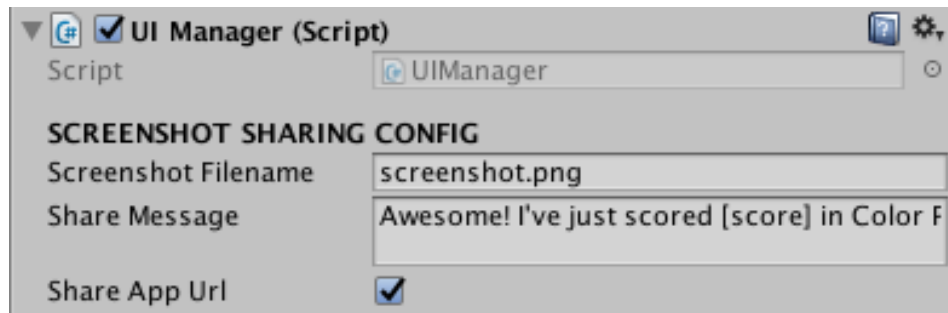 UI Manager (Script)
Script UIManager
SCREENSHOT SHARING CONFIG
Screenshot Filename screenshot.png
Share Message Awesome! I've just scored [score] in Color
Share App Url